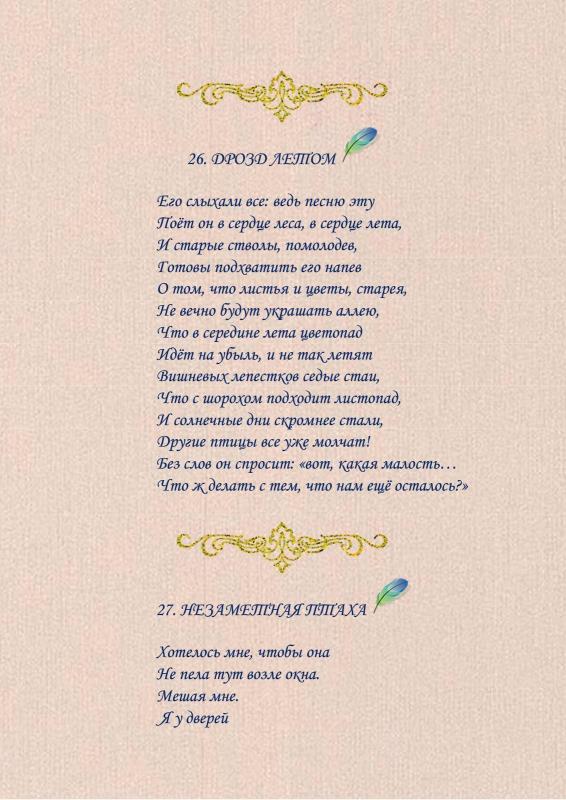 26. ДРОЗД ЛЕТОМ
Его слыхали все: ведь песню эту
Поёт он в сердце леса, в сердце лета,
И старые стволы, помолодев,
Готовы подхватить его напев
О том, что листья и цветы, старея,
Не вечно будут украшать аллею,
Что в середине лета цветопад
Идёт на убыль, и не так летят
Вишневых лепестков седые стаи,
Что с шорохом подходит листопад,
И солнечные дни скромнее стали,
Другие птицы все уже молчат!
Без слов он спросит: «вот, какая малость…
Что ж делать с тем, что нам ещё осталось?»
27. НЕЗАМЕТНАЯ ПТАХА
Хотелось мне, чтобы она
Не пела тут возле окна.
Мешая мне.
Я у дверей